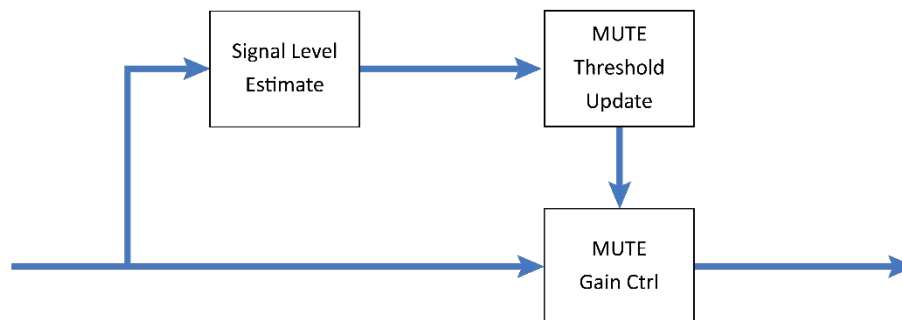 Signal Level
Estimate
MUTE
Threshold
Update
MUTE
Gain Ctrl